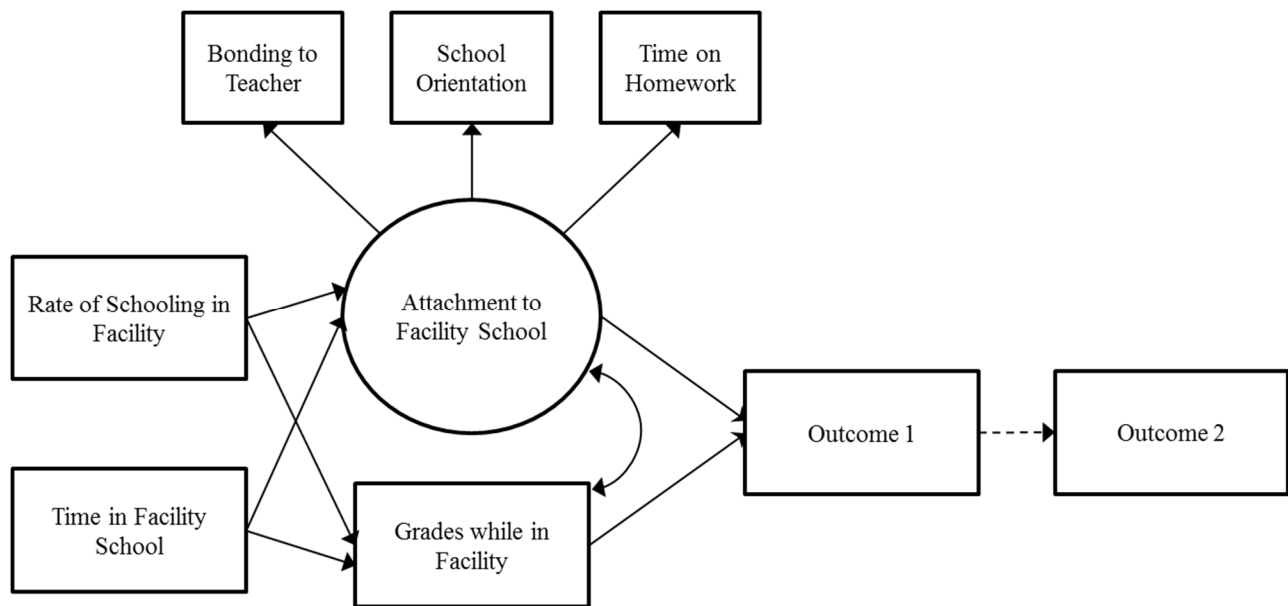 Bonding to
Teacher
School
Orientation
Time on
Homework
Rate of Schooling in
Facility
Attachment to
Facility School
Outcome 1
Outcome 2
Time in Facility
School
Grades while in
Facility